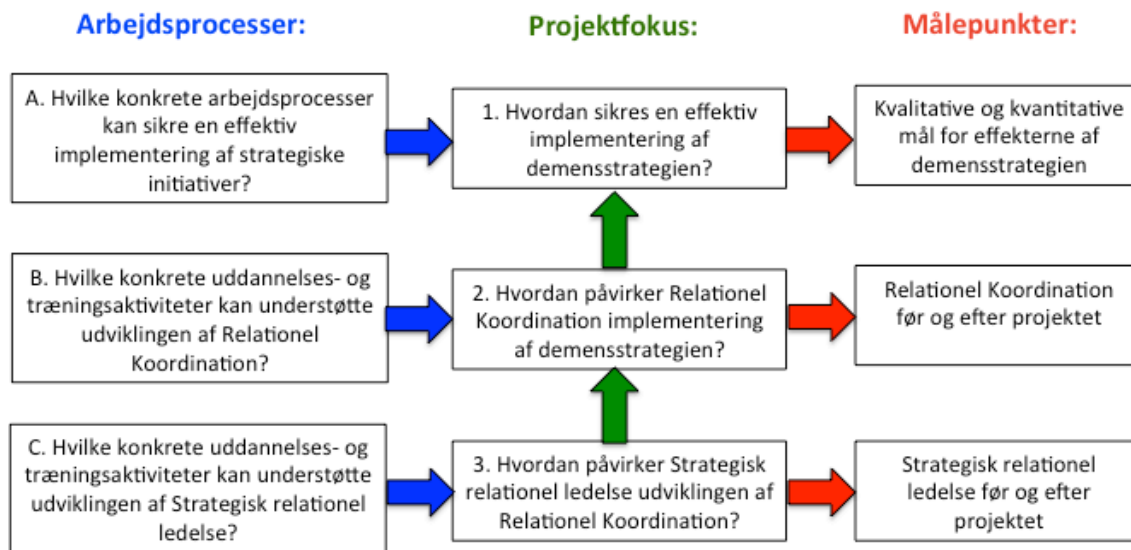 Arbejdsprocesser:
Projektfokus:
Målepunkter:
A. Hvilke konkrete arbejdsprocesser
kan sikre en effektiv
implementering af strategiske
initiativer?
1. Hvordan sikres en effektiv
implementering af
demensstrategien?
Kvalitative og kvantitative
mål for effekterne af
demensstrategien
B. Hvilke konkrete uddannelses- og
træningsaktiviteter kan understøtte
udviklingen af Relationel
Koordination?
2. Hvordan påvirker Relationel
Koordination implementering
af demensstrategien?
Relationel Koordination
før og efter projektet
C. Hvilke konkrete uddannelses- og
træningsaktiviteter kan understøtte
udviklingen af Strategisk relationel
ledelse?
3. Hvordan påvirker Strategisk
relationel ledelse udviklingen af
Relationel Koordination?
Strategisk relationel
ledelse før og efter
projektet